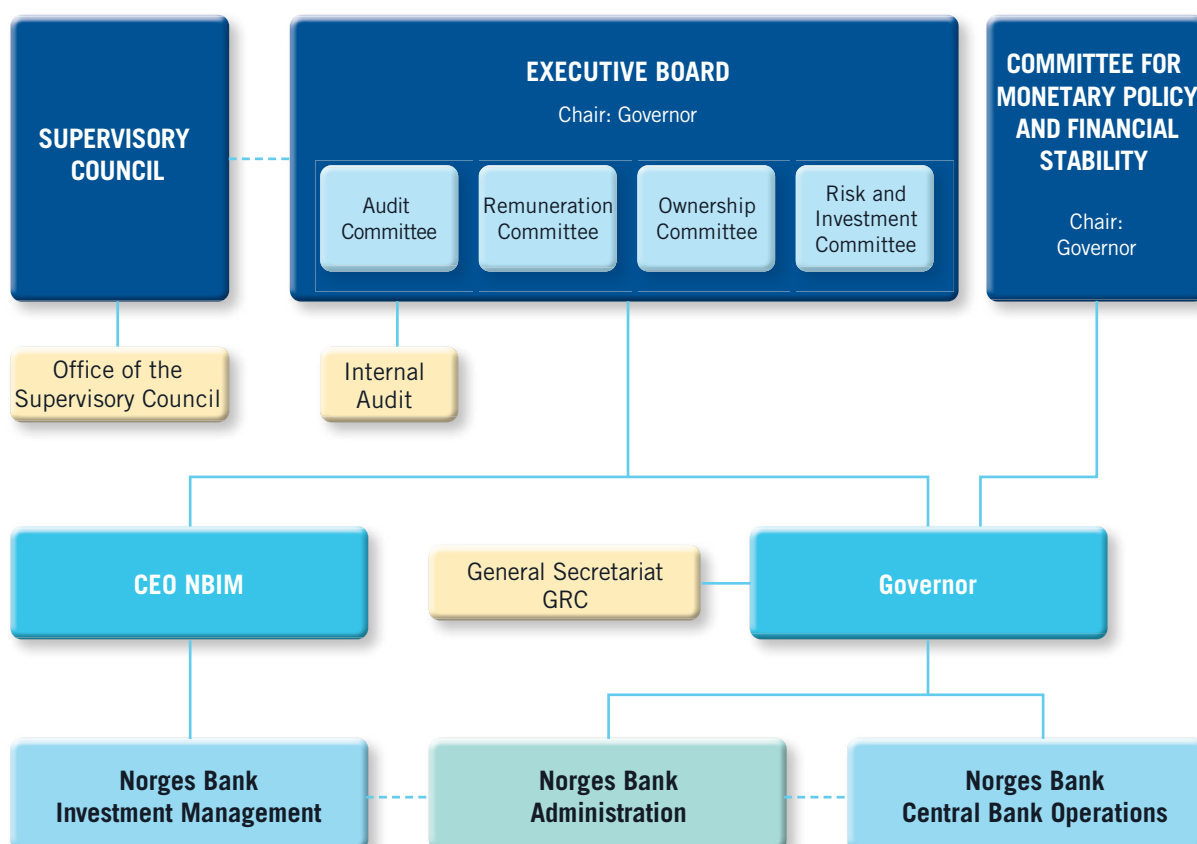 SUPERVISORY
COUNCIL
EXECUTIVE BOARD
Chair: Governor
Audit
Committee
Remuneration
Committee
Ownership
Committee
Risk and
Investment
Committee
COMMITTEE FOR
MONETARY POLICY
AND FINANCIAL
STABILITY
Chair:
Governor
Office of the
Supervisory Council
Internal
Audit
CEO NBIM
General Secretariat
GRC
Governor
Norges Bank
Investment Management
Norges Bank
Administration
Norges Bank
Central Bank Operations